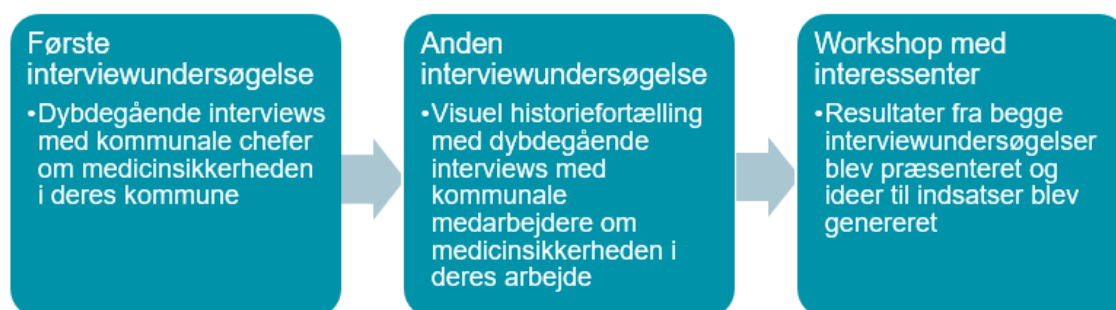 Første
interviewundersøgelse
•Dybdegående interviews
med kommunale chefer
om medicinsikkerheden
i deres kommune
Anden
interviewundersøgelse
•Visuel historiefortælling
med dybdegående
interviews med
kommunale
medarbejdere om
medicinsikkerheden i
deres arbejde
Workshop med
interessenter
•Resultater fra begge
interviewundersøgelser
blev præsenteret og
ideer til indsatser blev
genereret